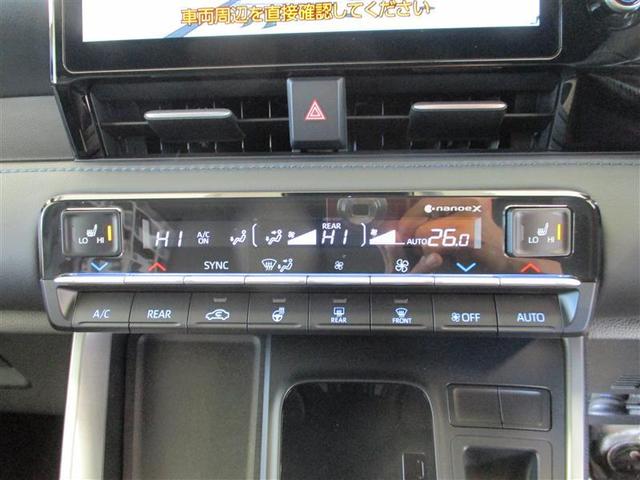 車両周辺を直接確認してください
nanoeX
LO HI
HI
A/C ON
REAR HI
AUTO 26.0
LO HI
SYNC
A/C
REAR
REAR
FRONT
OFF
AUTO